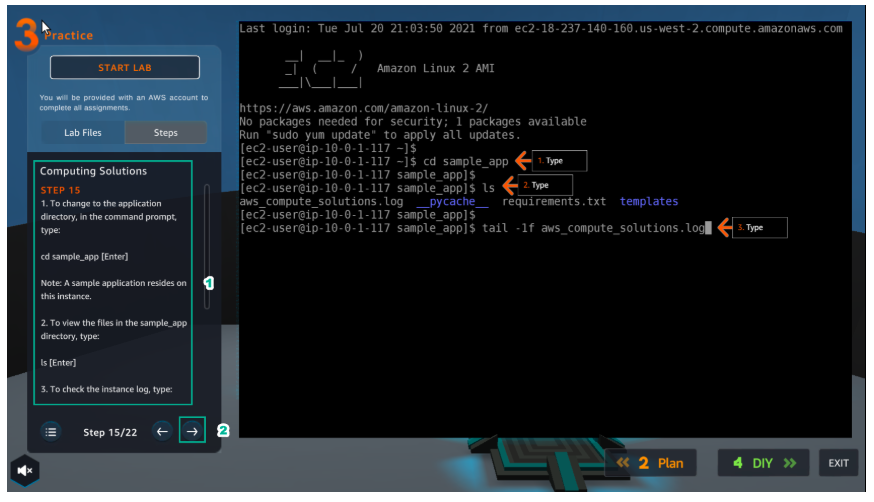 3 Practice
START LAB
You will be provided with an AWS account to
complete all assignments.
Lab Files Steps
Computing Solutions
STEP 15
1. To change to the application
directory, in the command prompt,
type:
cd sample_app [Enter]
Note: A sample application resides on
this instance.
1
2. To view the files in the sample_app
directory, type:
ls [Enter]
3. To check the instance log, type:
Step 15/22
2
Last login: Tue Jul 20 21:03:50 2021 from ec2-18-237-140-160.us-west-2.compute.amazonaws.com
__| __|_ )
_| ( / Amazon Linux 2 AMI
___|\___|___|
https://aws.amazon.com/amazon-linux-2/
No packages needed for security; 1 packages available
Run "sudo yum update" to apply all updates.
[ec2-user@ip-10-0-1-117 ~]$
[ec2-user@ip-10-0-1-117 ~]$ cd sample_app 1. Type
[ec2-user@ip-10-0-1-117 sample_app]$
[ec2-user@ip-10-0-1-117 sample_app]$ ls 2. Type
aws_compute_solutions.log __pycache__ requirements.txt templates
[ec2-user@ip-10-0-1-117 sample_app]$
[ec2-user@ip-10-0-1-117 sample_app]$ tail -1f aws_compute_solutions.log 3. Type
2 Plan
4 DIY
EXIT